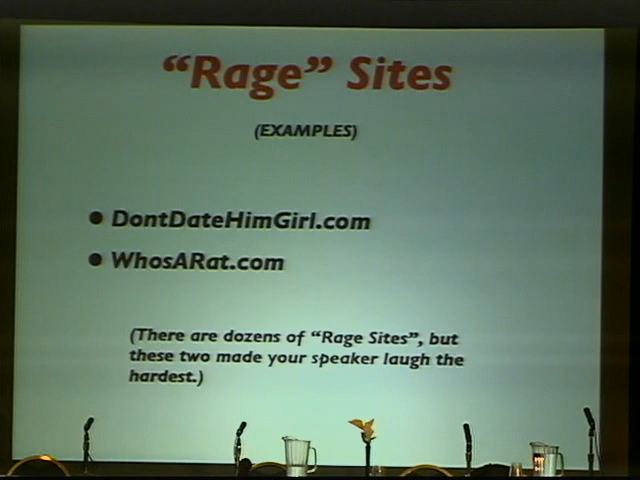 “Rage” Sites
(EXAMPLES)
• DontDateHimGirl.com
• WhosARat.com
(There are dozens of “Rage Sites”, but
these two made your speaker laugh the
hardest.)